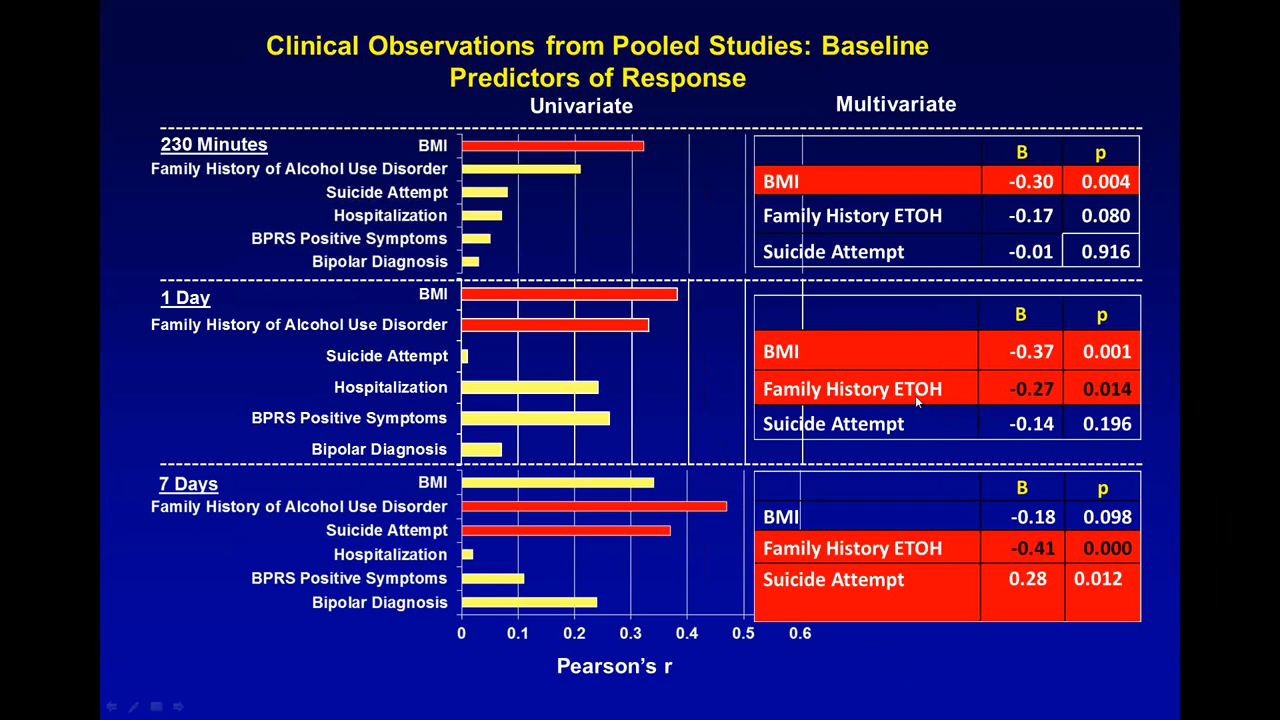 Clinical Observations from Pooled Studies: Baseline
Predictors of Response
Univariate
Multivariate
230 Minutes
BMI
Family History of Alcohol Use Disorder
Suicide Attempt
Hospitalization
BPRS Positive Symptoms
Bipolar Diagnosis
B p
BMI -0.30 0.004
Family History ETOH -0.17 0.080
Suicide Attempt -0.01 0.916
1 Day
BMI
Family History of Alcohol Use Disorder
Suicide Attempt
Hospitalization
BPRS Positive Symptoms
Bipolar Diagnosis
B p
BMI -0.37 0.001
Family History ETOH -0.27 0.014
Suicide Attempt -0.14 0.196
7 Days
BMI
Family History of Alcohol Use Disorder
Suicide Attempt
Hospitalization
BPRS Positive Symptoms
Bipolar Diagnosis
B p
BMI -0.18 0.098
Family History ETOH -0.41 0.000
Suicide Attempt 0.28 0.012
0 0.1 0.2 0.3 0.4 0.5 0.6
Pearson's r